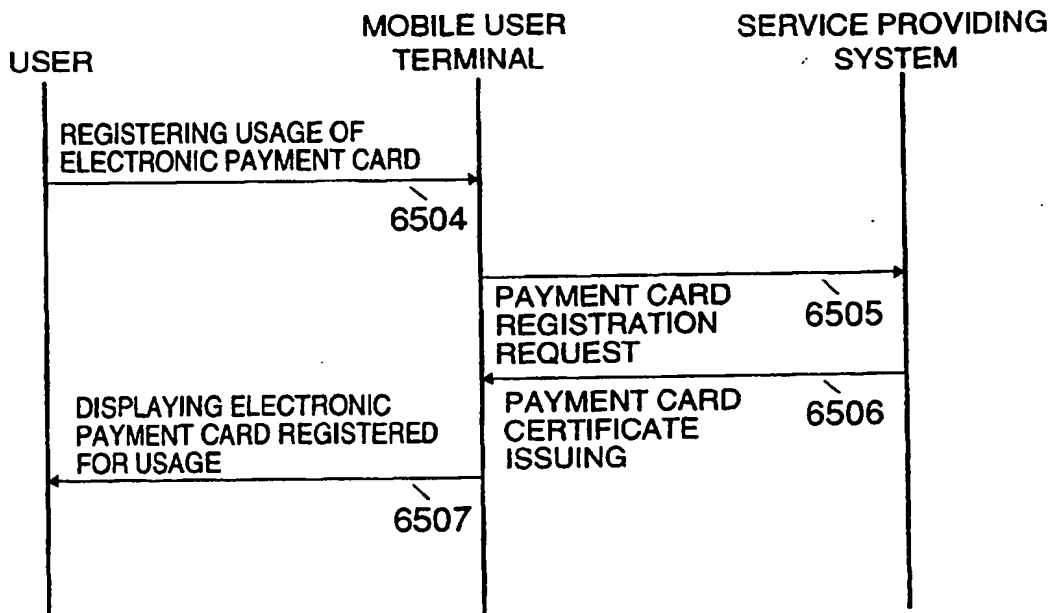 USER
MOBILE USER
TERMINAL
SERVICE PROVIDING
SYSTEM
REGISTERING USAGE OF
ELECTRONIC PAYMENT CARD
6504
PAYMENT CARD
REGISTRATION
REQUEST
6505
PAYMENT CARD
CERTIFICATE
ISSUING
6506
DISPLAYING ELECTRONIC
PAYMENT CARD REGISTERED
FOR USAGE
6507